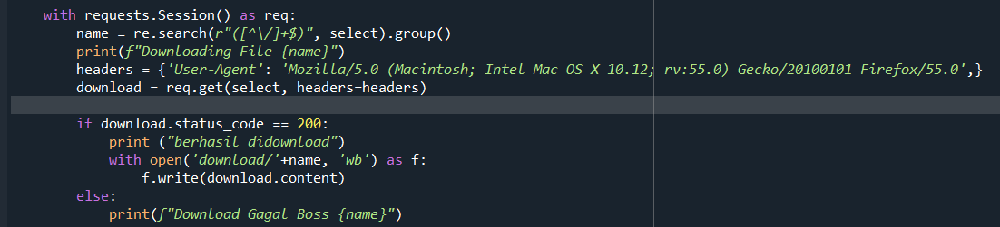 with requests.Session() as req:
name = re.search(r"([^\/]+$)", select).group()
print(f"Downloading File {name}")
headers = {'User-Agent': 'Mozilla/5.0 (Macintosh; Intel Mac OS X 10.12; rv:55.0) Gecko/20100101 Firefox/55.0',}
download = req.get(select, headers=headers)
if download.status_code == 200:
print ("berhasil didownload")
with open('download/'+name, 'wb') as f:
f.write(download.content)
else:
print(f"Download Gagal Boss {name}")